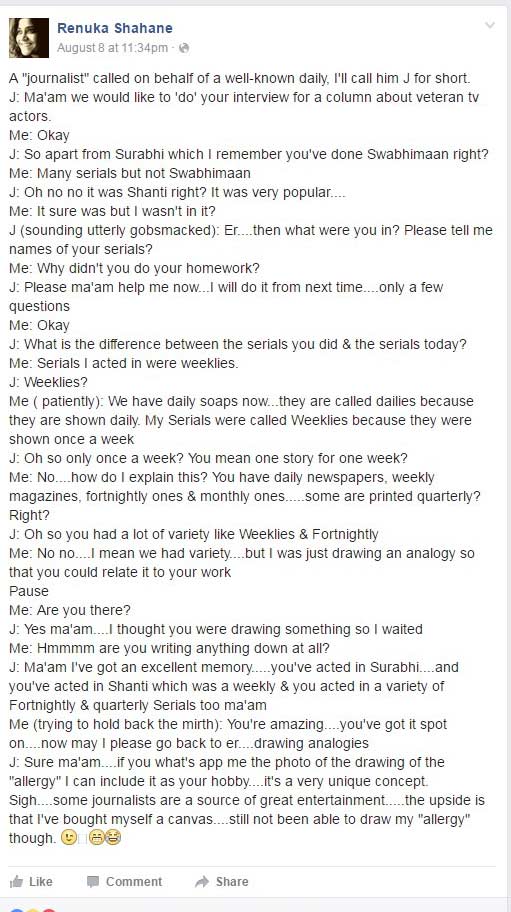 Renuka Shahane
August 8 at 11:34pm ·
A "journalist" called on behalf of a well-known daily, I'll call him J for short.
J: Ma'am we would like to 'do' your interview for a column about veteran tv
actors.
Me: Okay
J: So apart from Surabhi which I remember you've done Swabhimaan right?
Me: Many serials but not Swabhimaan
J: Oh no no it was Shanti right? It was very popular....
Me: It sure was but I wasn't in it?
J (sounding utterly gobsmacked): Er....then what were you in? Please tell me
names of your serials?
Me: Why didn't you do your homework?
J: Please ma'am help me now...I will do it from next time....only a few
questions
Me: Okay
J: What is the difference between the serials you did & the serials today?
Me: Serials I acted in were weeklies.
J: Weeklies?
Me ( patiently): We have daily soaps now...they are called dailies because
they are shown daily. My Serials were called Weeklies because they were
shown once a week
J: Oh so only once a week? You mean one story for one week?
Me: No....how do I explain this? You have daily newspapers, weekly
magazines, fortnightly ones & monthly ones.....some are printed quarterly?
Right?
J: Oh so you had a lot of variety like Weeklies & Fortnightly
Me: No no....I mean we had variety....but I was just drawing an analogy so
that you could relate it to your work
Pause
Me: Are you there?
J: Yes ma'am....I thought you were drawing something so I waited
Me: Hmmmm are you writing anything down at all?
J: Ma'am I've got an excellent memory.....you've acted in Surabhi....and
you've acted in Shanti which was a weekly & you acted in a variety of
Fortnightly & quarterly Serials too ma'am
Me (trying to hold back the mirth): You're amazing....you've got it spot
on....now may I please go back to er....drawing analogies
J: Sure ma'am....if you what's app me the photo of the drawing of the
"allergy" I can include it as your hobby....it's a very unique concept.
Sigh....some journalists are a source of great entertainment.....the upside is
that I've bought myself a canvas....still not been able to draw my "allergy"
though.
Like Comment Share